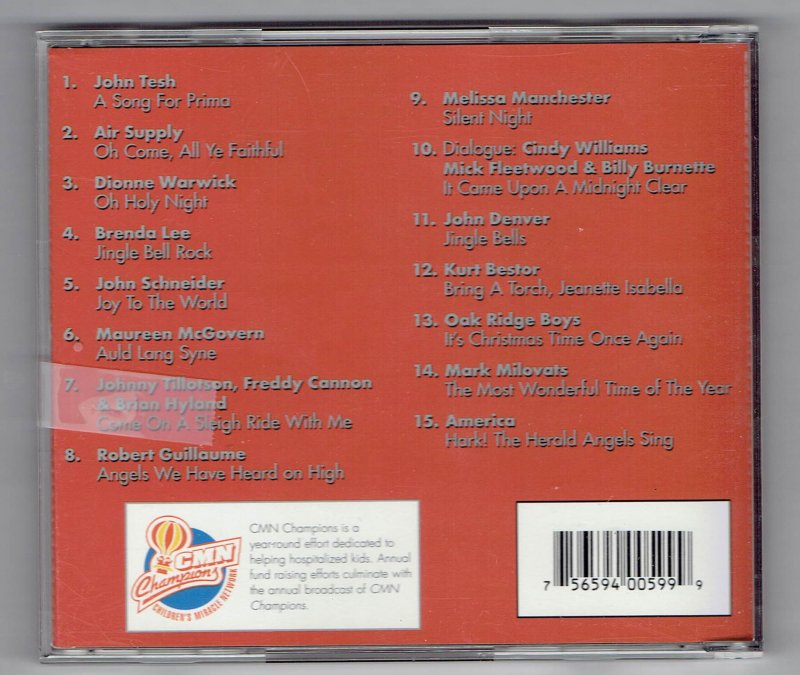 1. John Tesh
A Song For Prima
2. Air Supply
Oh Come, All Ye Faithful
3. Dionne Warwick
Oh Holy Night
4. Brenda Lee
Jingle Bell Rock
5. John Schneider
Joy To The World
6. Maureen McGovern
Auld Lang Syne
7. Johnny Tillotson, Freddy Cannon
& Brian Hyland
Come On A Sleigh Ride With Me
8. Robert Guillaume
Angels We Have Heard on High
9. Melissa Manchester
Silent Night
10. Dialogue: Cindy Williams
Mick Fleetwood & Billy Burnette
It Came Upon A Midnight Clear
11. John Denver
Jingle Bells
12. Kurt Bestor
Bring A Torch, Jeanette Isabella
13. Oak Ridge Boys
It's Christmas Time Once Again
14. Mark Milovats
The Most Wonderful Time of The Year
15. America
Hark! The Herald Angels Sing
CMN
Champions
CHILDREN'S MIRACLE NETWORK
CMN Champions is a
year-round effort dedicated to
helping hospitalized kids. Annual
fund raising efforts culminate with
the annual broadcast of CMN
Champions.
7 56594 00599 9